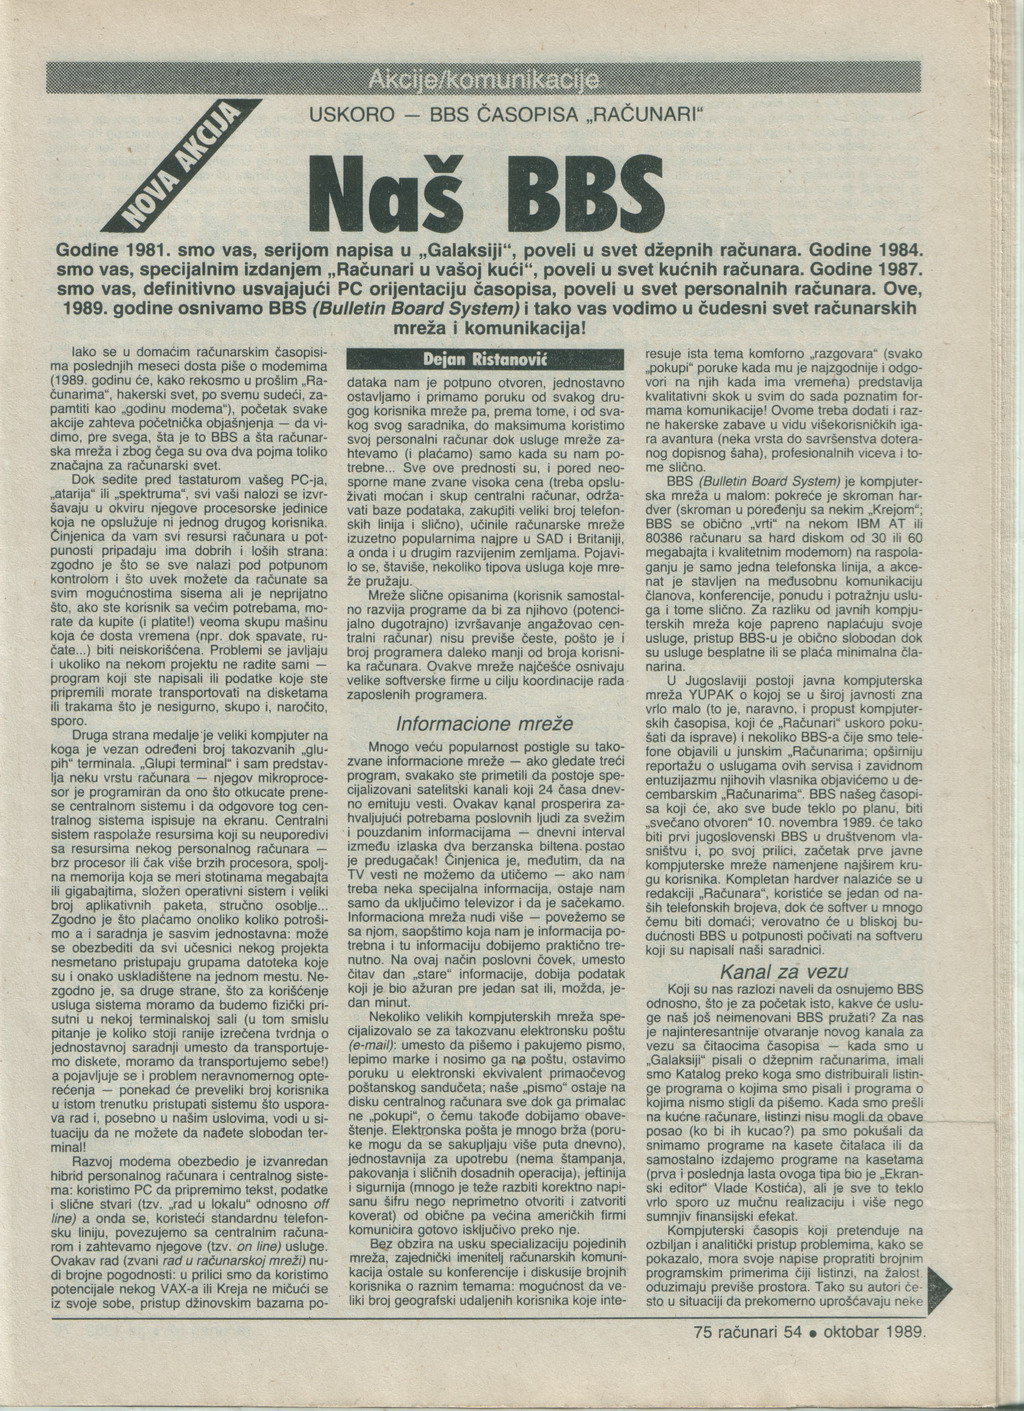 Akcije/komunikacije
NOVA AKCIJA
USKORO — BBS ČASOPISA „RAČUNARI“
Naš BBS
Godine 1981. smo vas, serijom napisa u „Galaksiji“, poveli u svet džepnih računara. Godine 1984.
smo vas, specijalnim izdanjem „Računari u vašoj kući“, poveli u svet kućnih računara. Godine 1987.
smo vas, definitivno usvajajući PC orijentaciju časopisa, poveli u svet personalnih računara. Ove,
1989. godine osnivamo BBS (Bulletin Board System) i tako vas vodimo u čudesni svet računarskih
mreža i komunikacija!
Iako se u domaćim računarskim časopisi-
ma poslednjih meseci dosta piše o modemima
(1989. godinu će, kako rekosmo u prošlim „Ra-
čunarima“, hakerski svet, po svemu sudeći, za-
pamtiti kao „godinu modema“), početak svake
akcije zahteva početnička objašnjenja — da vi-
dimo, pre svega, šta je to BBS a šta računar-
ska mreža i zbog čega su ova dva pojma toliko
značajna za računarski svet.
Dok sedite pred tastaturom vašeg PC-ja,
„atarija“ ili „spektruma“, svi vaši nalozi se izvr-
šavaju u okviru njegove procesorske jedinice
koja ne opslužuje ni jednog drugog korisnika.
Činjenica da vam svi resursi računara u pot-
punosti pripadaju ima dobrih i loših strana:
zgodno je što se sve nalazi pod potpunom
kontrolom i što uvek možete da računate sa
svim mogućnostima sisema ali je neprijatno
što, ako ste korisnik sa većim potrebama, mo-
rate da kupite (i platite!) veoma skupu mašinu
koja će dosta vremena (npr. dok spavate, ru-
čate...) biti neiskorišćena. Problemi se javljaju
i ukoliko na nekom projektu ne radite sami —
program koji ste napisali ili podatke koje ste
pripremili morate transportovati na disketama
ili trakama što je nesigurno, skupo i, naročito,
sporo.
Druga strana medalje je veliki kompjuter na
koga je vezan određeni broj takozvanih „glu-
pih“ terminala. „Glupi terminal“ i sam predstav-
lja neku vrstu računara — njegov mikroproce-
sor je programiran da ono što otkucate prene-
se centralnom sistemu i da odgovore tog cen-
tralnog sistema ispisuje na ekranu. Centralni
sistem raspolaže resursima koji su neuporedivi
sa resursima nekog personalnog računara —
brz procesor ili čak više brzih procesora, spolj-
na memorija koja se meri stotinama megabajta
ili gigabajtima, složen operativni sistem i veliki
broj aplikativnih paketa, stručno osoblje...
Zgodno je što plaćamo onoliko koliko potroši-
mo a i saradnja je sasvim jednostavna: može
se obezbediti da svi učesnici nekog projekta
nesmetano pristupaju grupama datoteka koje
su i onako uskladištene na jednom mestu. Ne-
zgodno je, sa druge strane, što za korišćenje
usluga sistema moramo da budemo fizički pri-
sutni u nekoj terminalskoj sali (u tom smislu
pitanje je koliko stoji ranije izrečena tvrdnja o
jednostavnoj saradnji umesto da transportuje-
mo diskete, moramo da transportujemo sebe!)
a pojavljuje se i problem neravnomernog opte-
rećenja — ponekad će preveliki broj korisnika
u istom trenutku pristupati sistemu što uspora-
va rad i, posebno u našim uslovima, vodi u si-
tuaciju da ne možete da nađete slobodan ter-
minal!
Razvoj modema obezbedio je izvanredan
hibrid personalnog računara i centralnog siste-
ma: koristimo PC da pripremimo tekst, podatke
i slične stvari (tzv. „rad u lokalu“ odnosno off
line) a onda se, koristeći standardnu telefon-
sku liniju, povezujemo sa centralnim računa-
rom i zahtevamo njegove (tzv. on line) usluge.
Ovakav rad (zvani rad u računarskoj mreži) nu-
di brojne pogodnosti: u prilici smo da koristimo
potencijale nekog VAX-a ili Kreja ne mičući se
iz svoje sobe, pristup džinovskim bazama po-
Dejan Ristanović
dataka nam je potpuno otvoren, jednostavno
ostavljamo i primamo poruku od svakog dru-
gog korisnika mreže pa, prema tome, i od sva-
kog svog saradnika, do maksimuma koristimo
svoj personalni računar dok usluge mreže za-
htevamo (i plaćamo) samo kada su nam po-
trebne... Sve ove prednosti su, i pored neo-
sporne mane zvane visoka cena (treba opslu-
živati moćan i skup centralni računar, održa-
vati baze podataka, zakupiti veliki broj telefon-
skih linija i slično), učinile računarske mreže
izuzetno popularnima najpre u SAD i Britaniji,
a onda i u drugim razvijenim zemljama. Pojavi-
lo se, štaviše, nekoliko tipova usluga koje mre-
že pružaju.
Mreže slične opisanima (korisnik samostal-
no razvija programe da bi za njihovo (potenci-
jalno dugotrajno) izvršavanje angažovao cen-
tralni računar) nisu previše česte, pošto je i
broj programera daleko manji od broja korisni-
ka računara. Ovakve mreže najčešće osnivaju
velike softverske firme u cilju koordinacije rada
zaposlenih programera.
Informacione mreže
Mnogo veću popularnost postigle su tako-
zvane informacione mreže — ako gledate treći
program, svakako ste primetili da postoje spe-
cijalizovani satelitski kanali koji 24 časa dnev-
no emituju vesti. Ovakav kanal prosperira za-
hvaljujući potrebama poslovnih ljudi za svežim
i pouzdanim informacijama — dnevni interval
između izlaska dva berzanska biltena postao
je predugačak! Činjenica je, međutim, da na
TV vesti ne možemo da utičemo — ako nam
treba neka specijalna informacija, ostaje nam
samo da uključimo televizor i da je sačekamo.
Informaciona mreža nudi više — povežemo se
sa njom, saopštimo koja nam je informacija po-
trebna i tu informaciju dobijemo praktično tre-
nutno. Na ovaj način poslovni čovek, umesto
čitav dan „stare“ informacije, dobija podatak
koji je bio ažuran pre jedan sat ili, možda, je-
dan minut.
Nekoliko velikih kompjuterskih mreža spe-
cijalizovalo se za takozvanu elektronsku poštu
(e-mail): umesto da pišemo i pakujemo pismo,
lepimo marke i nosimo ga na poštu, ostavimo
poruku u elektronski ekvivalent primaočevog
poštanskog sandučeta; naše „pismo“ ostaje na
disku centralnog računara sve dok ga primalac
ne „pokupi“, o čemu takođe dobijamo obave-
štenje. Elektronska pošta je mnogo brža (poru-
ke mogu da se sakupljaju više puta dnevno),
jednostavnija za upotrebu (nema štampanja,
pakovanja i sličnih dosadnih operacija), jeftinija
i sigurnija (mnogo je teže razbiti korektno napi-
sanu šifru nego neprimetno otvoriti i zatvoriti
koverat) od obične pa većina američkih firmi
komunicira gotovo isključivo preko nje.
Bez obzira na usku specializaciju pojedinih
mreža, zajednički imenitelj računarskih komuni-
kacija ostale su konferencije i diskusije brojnih
korisnika o raznim temama: mogućnost da ve-
liki broj geografski udaljenih korisnika koje inte-
resuje ista tema komforno „razgovara“ (svako
„pokupi“ poruke kada mu je najzgodnije i odgo-
vori na njih kada ima vremena) predstavlja
kvalitativni skok u svim do sada poznatim for-
mama komunikacije! Ovome treba dodati i raz-
ne hakerske zabave u vidu višekorisničkih iga-
ra avantura (neka vrsta do savršenstva dotera-
nog dopisnog šaha), profesionalnih viceva i to-
me slično.
BBS (Bulletin Board System) je kompjuter-
ska mreža u malom: pokreće je skroman har-
dver (skroman u poređenju sa nekim „Krejom“;
BBS se obično „vrti“ na nekom IBM AT ili
80386 računaru sa hard diskom od 30 ili 60
megabajta i kvalitetnim modemom) na raspola-
ganju je samo jedna telefonska linija, a akce-
nat je stavljen na međusobnu komunikaciju
članova, konferencije, ponudu i potražnju uslu-
ga i tome slično. Za razliku od javnih kompju-
terskih mreža koje papreno naplaćuju svoje
usluge, pristup BBS-u je obično slobodan dok
su usluge besplatne ili se plaća minimalna čla-
narina.
U Jugoslaviji postoji javna kompjuterska
mreža YUPAK o kojoj se u široj javnosti zna
vrlo malo (to je, naravno, i propust kompjuter-
skih časopisa, koji će „Računari“ uskoro poku-
šati da isprave) i nekoliko BBS-a čije smo tele-
fone objavili u junskim „Računarima; opširniju
reportažu o uslugama ovih servisa i zavidnom
entuzijazmu njihovih vlasnika objavićemo u de-
cembarskim „Računarima“. BBS našeg časopi-
sa koji će, ako sve bude teklo po planu, biti
„svečano otvoren“ 10. novembra 1989. će tako
biti prvi jugoslovenski BBS u društvenom vla-
sništvu i, po svoj prilici, začetak prve javne
kompjuterske mreže namenjene najširem kru-
gu korisnika. Kompletan hardver nalaziće se u
redakciji „Računara“, koristiće se jedan od na-
ših telefonskih brojeva, dok će softver u mnogo
čemu biti domaći; verovatno će u bliskoj bu-
dućnosti BBS u potpunosti počivati na softveru
koji su napisali naši saradnici.
Kanal za vezu
Koji su nas razlozi naveli da osnujemo BBS
odnosno, što je za početak isto, kakve će uslu-
ge naš još neimenovani BBS pružati? Za nas
je najinteresantnije otvaranje novog kanala za
vezu sa čitaocima časopisa — kada smo u
„Galaksiji“ pisali o džepnim računarima, imali
smo Katalog preko koga smo distribuirali listin-
ge programa o kojima smo pisali i programa o
kojima nismo stigli da pišemo. Kada smo prešli
na kućne računare, listinzi nisu mogli da obave
posao (ko bi ih kucao?) pa smo pokušali da
snimamo programe na kasete čitalaca ili da
samostalno izdajemo programe na kasetama
(prva i poslednja lasta ovoga tipa bio je „Ekran-
ski editor“ Vlade Kostića), ali je sve to teklo
vrlo sporo uz mučnu realizaciju i više nego
sumnjiv finansijski efekat.
Kompjuterski časopis koji pretenduje na
ozbiljan i analitički pristup problemima, kako se
pokazalo, mora svoje napise propratiti brojnim
programskim primerima čiji listinzi, na žalost
oduzimaju previše prostora. Tako su autori če-
sto u situaciji da prekomerno uprošćavaju neke
75 računari 54 • oktobar 1989.